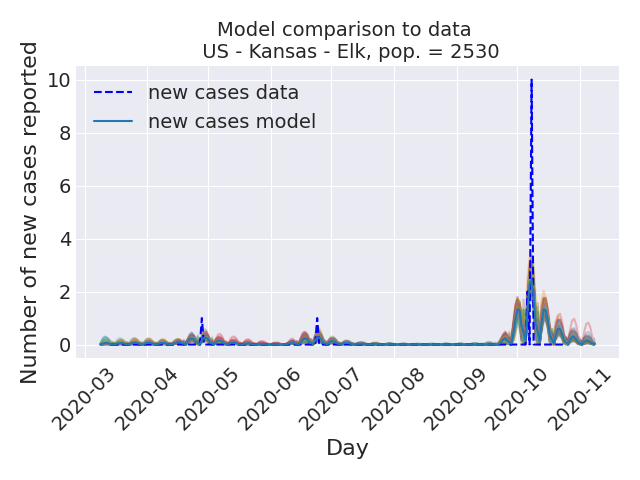 Model comparison to data
US - Kansas - Elk, pop. = 2530
Number of new cases reported
10
8
6
4
2
0
new cases data
new cases model
2020-03
2020-04
2020-05
2020-06
2020-07
2020-08
2020-09
2020-10
2020-11
Day